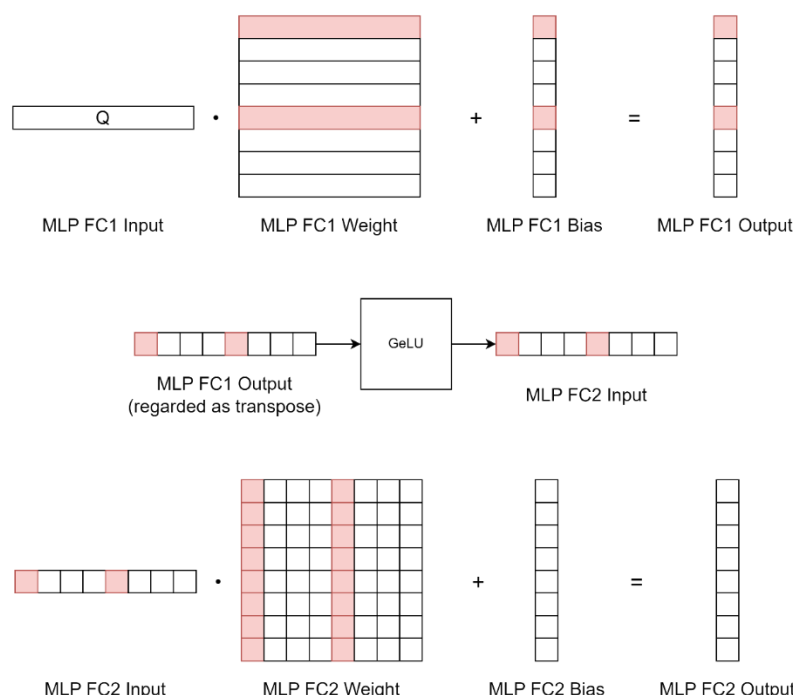 Q
·
+
=
MLP FC1 Input
MLP FC1 Weight
MLP FC1 Bias
MLP FC1 Output
GeLU
MLP FC1 Output
(regarded as transpose)
MLP FC2 Input
·
+
=
MLP FC2 Input
MLP FC2 Weight
MLP FC2 Bias
MLP FC2 Output